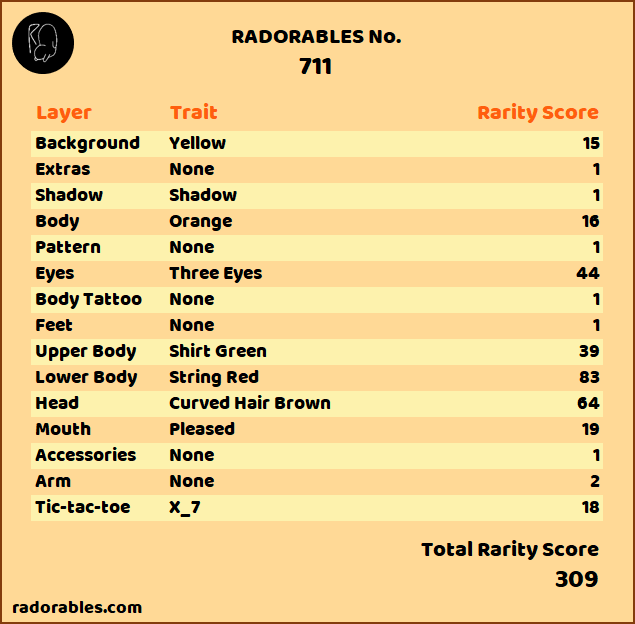 RADORABLES No.
711
Layer Trait Rarity Score
Background Yellow 15
Extras None 1
Shadow Shadow 1
Body Orange 16
Pattern None 1
Eyes Three Eyes 44
Body Tattoo None 1
Feet None 1
Upper Body Shirt Green 39
Lower Body String Red 83
Head Curved Hair Brown 64
Mouth Pleased 19
Accessories None 1
Arm None 2
Tic-tac-toe X_7 18
Total Rarity Score
309
radorables.com